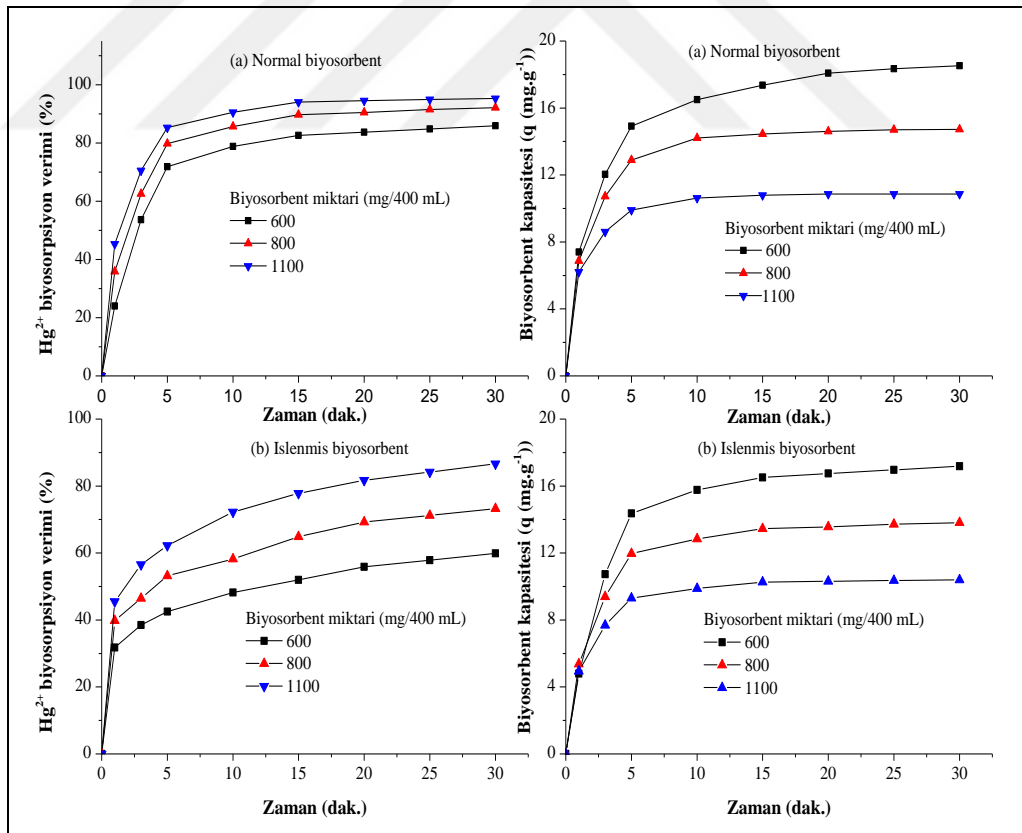 (a) Normal biyosorbent
Hg²⁺ biyosorpsiyon verimi (%)
100
80
60
40
20
0
Biyosorbent miktari (mg/400 mL)
600
800
1100
0 5 10 15 20 25 30
Zaman (dak.)
(a) Normal biyosorbent
Biyosorbent kapasitesi (q (mg.g⁻¹))
20
16
12
8
4
0
Biyosorbent miktari (mg/400 mL)
600
800
1100
0 5 10 15 20 25 30
Zaman (dak.)
(b) Islenmis biyosorbent
Hg²⁺ biyosorpsiyon verimi (%)
100
80
60
40
20
0
Biyosorbent miktari (mg/400 mL)
600
800
1100
0 5 10 15 20 25 30
Zaman (dak.)
(b) Islenmis biyosorbent
Biyosorbent kapasitesi (q (mg.g⁻¹))
20
16
12
8
4
0
Biyosorbent miktari (mg/400 mL)
600
800
1100
0 5 10 15 20 25 30
Zaman (dak.)